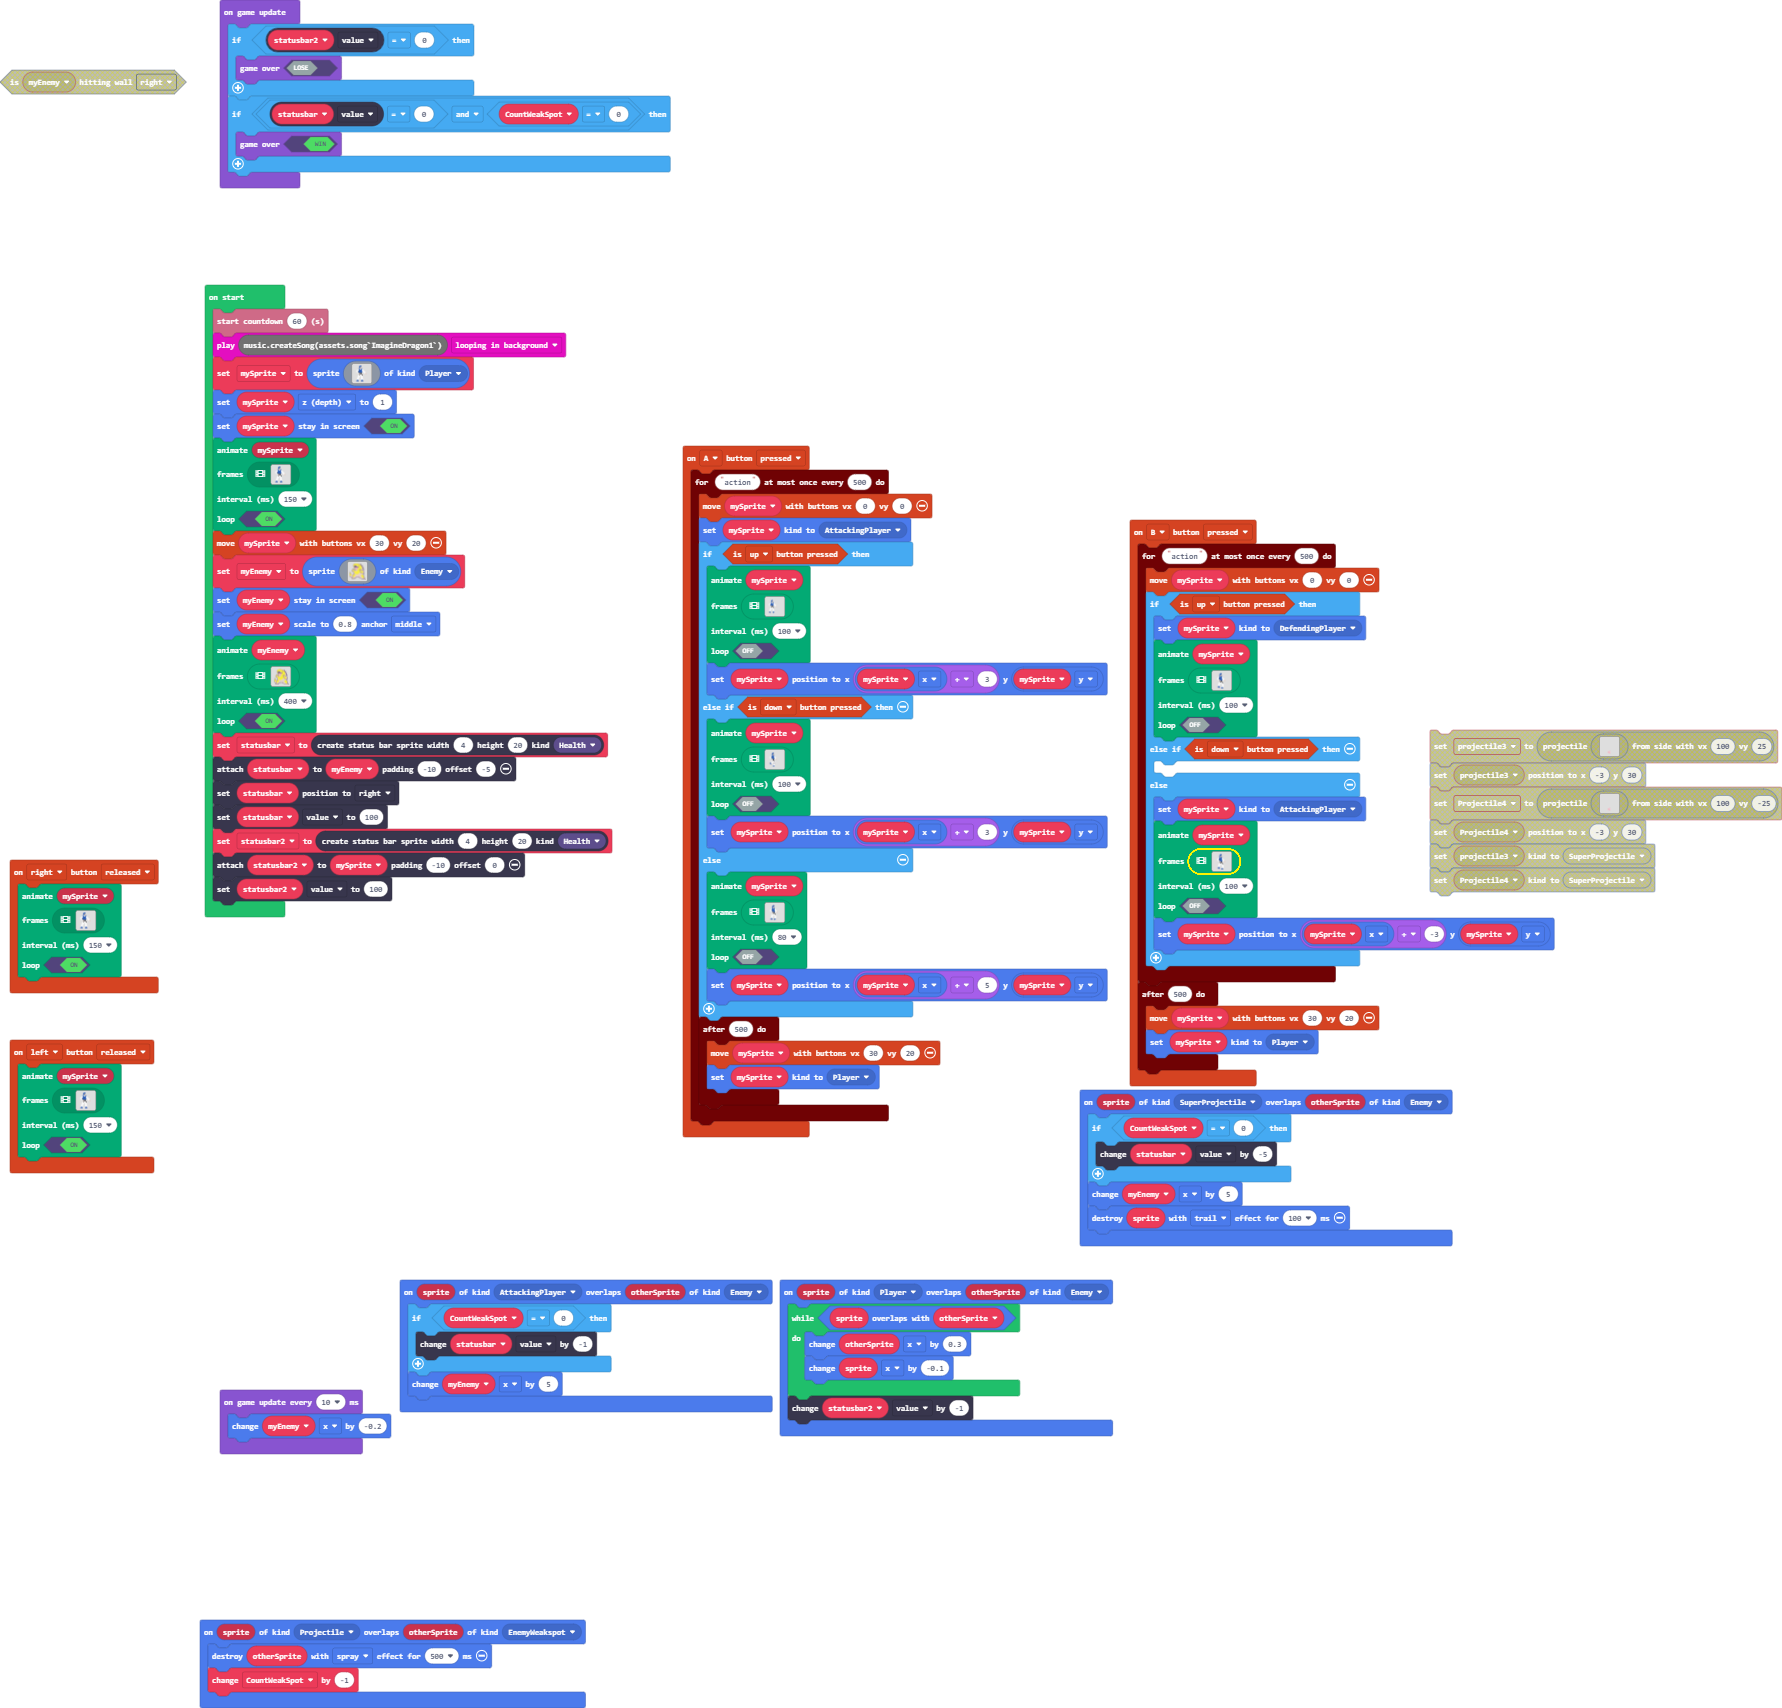 on game update
if statusbar2 value = 0 then
game over LOSE
if statusbar value = 0 and CountWeakSpot = 0 then
game over WIN
is myEnemy hitting wall right
on start
start countdown 60 (s)
play music.createSong(assets.song`ImagineDragon1`) looping in background
set mySprite to sprite of kind Player
set mySprite z (depth) to 1
set mySprite stay in screen ON
animate mySprite
frames
interval (ms) 150
loop ON
move mySprite with buttons vx 30 vy 20
set myEnemy to sprite of kind Enemy
set myEnemy stay in screen ON
set myEnemy scale to 0.8 anchor middle
animate myEnemy
frames
interval (ms) 400
loop ON
set statusbar to create status bar sprite width 4 height 20 kind Health
attach statusbar to myEnemy padding -10 offset -5
set statusbar position to right
set statusbar value to 100
set statusbar2 to create status bar sprite width 4 height 20 kind Health
attach statusbar2 to mySprite padding -10 offset 0
set statusbar2 value to 100
on right button released
animate mySprite
frames
interval (ms) 150
loop ON
on left button released
animate mySprite
frames
interval (ms) 150
loop ON
on A button pressed
for "action" at most once every 500 do
move mySprite with buttons vx 0 vy 0
set mySprite kind to AttackingPlayer
if is up button pressed then
animate mySprite
frames
interval (ms) 100
loop OFF
set mySprite position to x mySprite x + 3 y mySprite y
else if is down button pressed then
animate mySprite
frames
interval (ms) 100
loop OFF
set mySprite position to x mySprite x + 3 y mySprite y
else
animate mySprite
frames
interval (ms) 80
loop OFF
set mySprite position to x mySprite x + 5 y mySprite y
after 500 do
move mySprite with buttons vx 30 vy 20
set mySprite kind to Player
on B button pressed
for "action" at most once every 500 do
move mySprite with buttons vx 0 vy 0
if is up button pressed then
set mySprite kind to DefendingPlayer
animate mySprite
frames
interval (ms) 100
loop OFF
else if is down button pressed then
else
set mySprite kind to AttackingPlayer
animate mySprite
frames
interval (ms) 100
loop OFF
set mySprite position to x mySprite x + -3 y mySprite y
after 500 do
move mySprite with buttons vx 30 vy 20
set mySprite kind to Player
set projectile3 to projectile from side with vx 100 vy 25
set projectile3 position to x -3 y 30
set Projectile4 to projectile from side with vx 100 vy -25
set Projectile4 position to x -3 y 30
set projectile3 kind to SuperProjectile
set Projectile4 kind to SuperProjectile
on sprite of kind SuperProjectile overlaps otherSprite of kind Enemy
if CountWeakSpot = 0 then
change statusbar value by -5
change myEnemy x by 5
destroy sprite with trail effect for 100 ms
on sprite of kind AttackingPlayer overlaps otherSprite of kind Enemy
if CountWeakSpot = 0 then
change statusbar value by -1
change myEnemy x by 5
on sprite of kind Player overlaps otherSprite of kind Enemy
while sprite overlaps with otherSprite
do change otherSprite x by 0.3
change sprite x by -0.1
change statusbar2 value by -1
on game update every 10 ms
change myEnemy x by -0.2
on sprite of kind Projectile overlaps otherSprite of kind EnemyWeakspot
destroy otherSprite with spray effect for 500 ms
change CountWeakSpot by -1